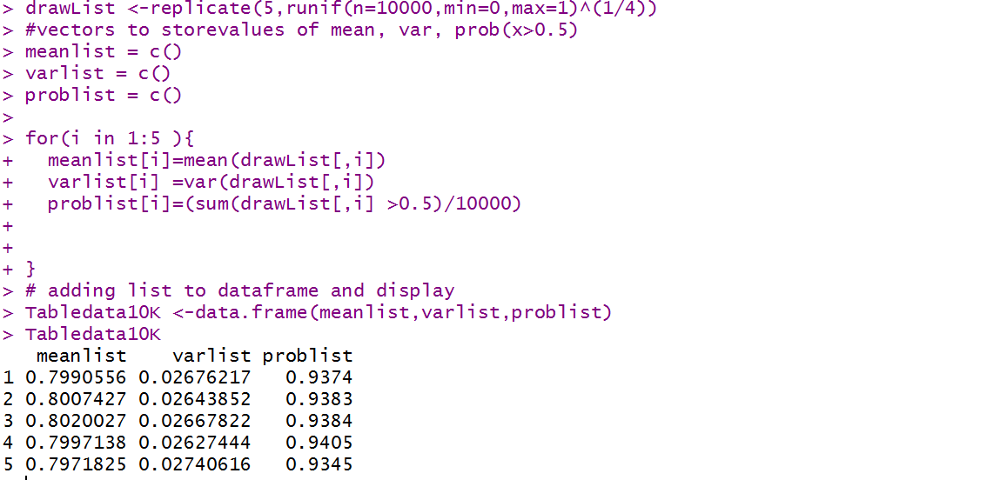 > drawList <-replicate(5,runif(n=10000,min=0,max=1)^(1/4))
> #vectors to storevalues of mean, var, prob(x>0.5)
> meanlist = c()
> varlist = c()
> problist = c()
>
> for(i in 1:5 ){
+   meanlist[i]=mean(drawList[,i])
+   varlist[i] =var(drawList[,i])
+   problist[i]=(sum(drawList[,i] >0.5)/10000)
+
+
+ }
> # adding list to dataframe and display
> Tabledata10K <-data.frame(meanlist,varlist,problist)
> Tabledata10K
   meanlist    varlist problist
1 0.7990556 0.02676217   0.9374
2 0.8007427 0.02643852   0.9383
3 0.8020027 0.02667822   0.9384
4 0.7997138 0.02627444   0.9405
5 0.7971825 0.02740616   0.9345